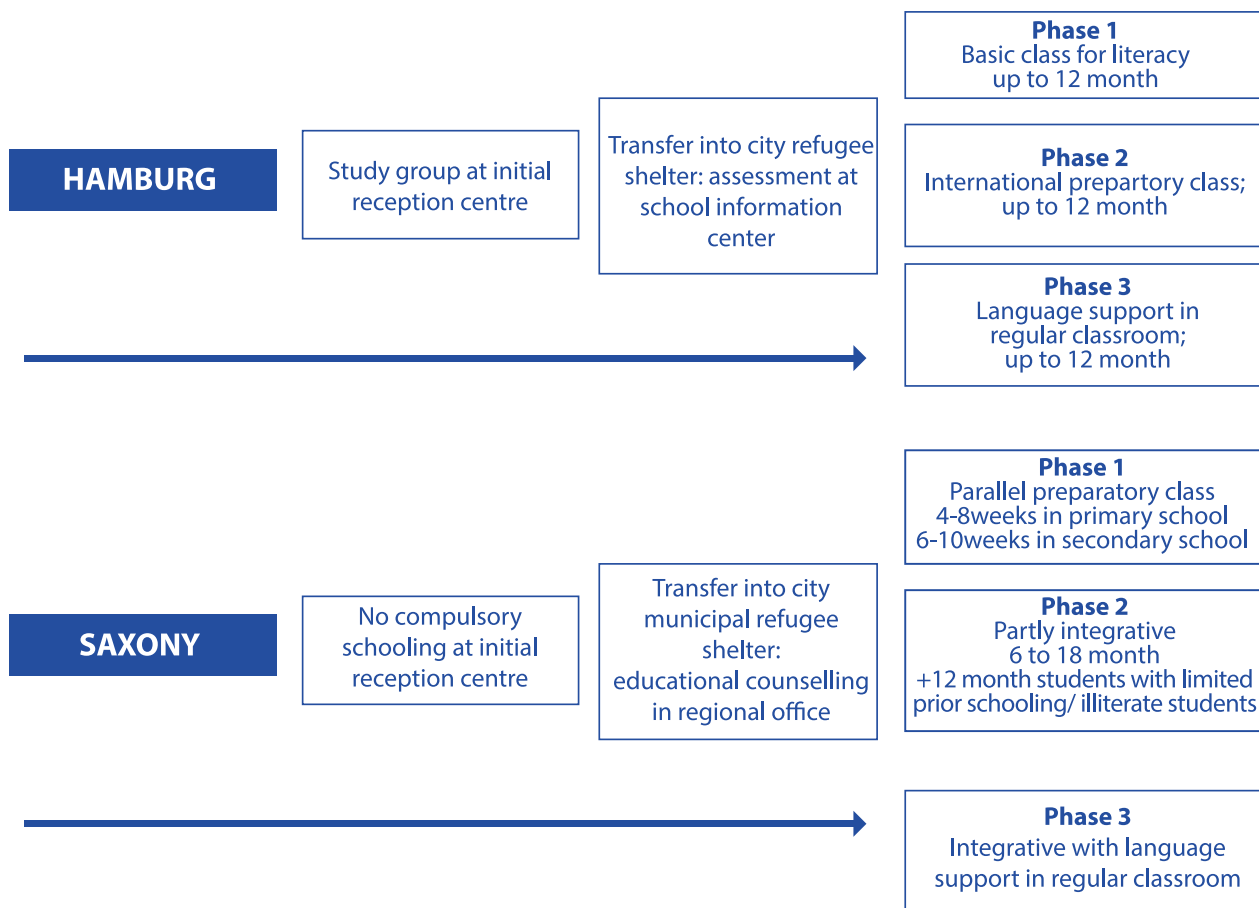 HAMBURG
Study group at initial
reception centre
Transfer into city refugee
shelter: assessment at
school information
center
Phase 1
Basic class for literacy
up to 12 month
Phase 2
International prepartory class;
up to 12 month
Phase 3
Language support in
regular classroom;
up to 12 month
SAXONY
No compulsory
schooling at initial
reception centre
Transfer into city
municipal refugee
shelter:
educational counselling
in regional office
Phase 1
Parallel preparatory class
4-8weeks in primary school
6-10weeks in secondary school
Phase 2
Partly integrative
6 to 18 month
+12 month students with limited
prior schooling/ illiterate students
Phase 3
Integrative with language
support in regular classroom